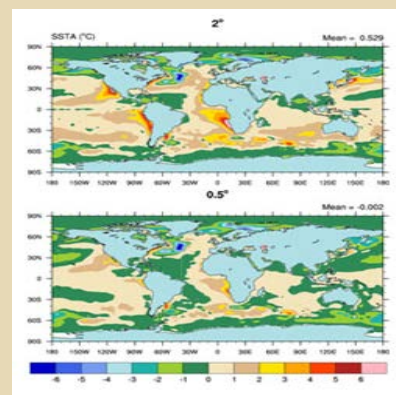 2°
SSTA (°C) Mean = 0.529
90N
60N
30N
0
30S
60S
90S
180 150W 120W 90W 60W 30W 0 30E 60E 90E 120E 150E 180
0.5°
Mean = -0.002
90N
60N
30N
0
30S
60S
90S
180 150W 120W 90W 60W 30W 0 30E 60E 90E 120E 150E 180
-6 -5 -4 -3 -2 -1 0 1 2 3 4 5 6